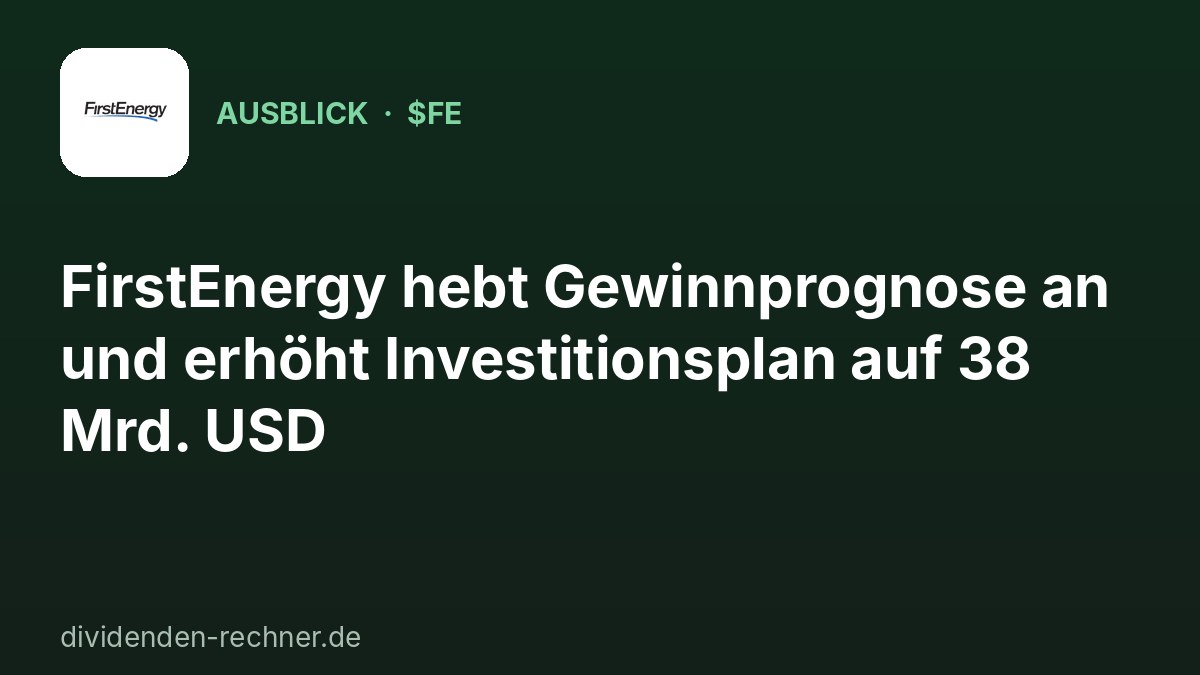 FirstEnergy
AUSBLICK · $FE
FirstEnergy hebt Gewinnprognose an
und erhöht Investitionsplan auf 38
Mrd. USD
dividenden-rechner.de